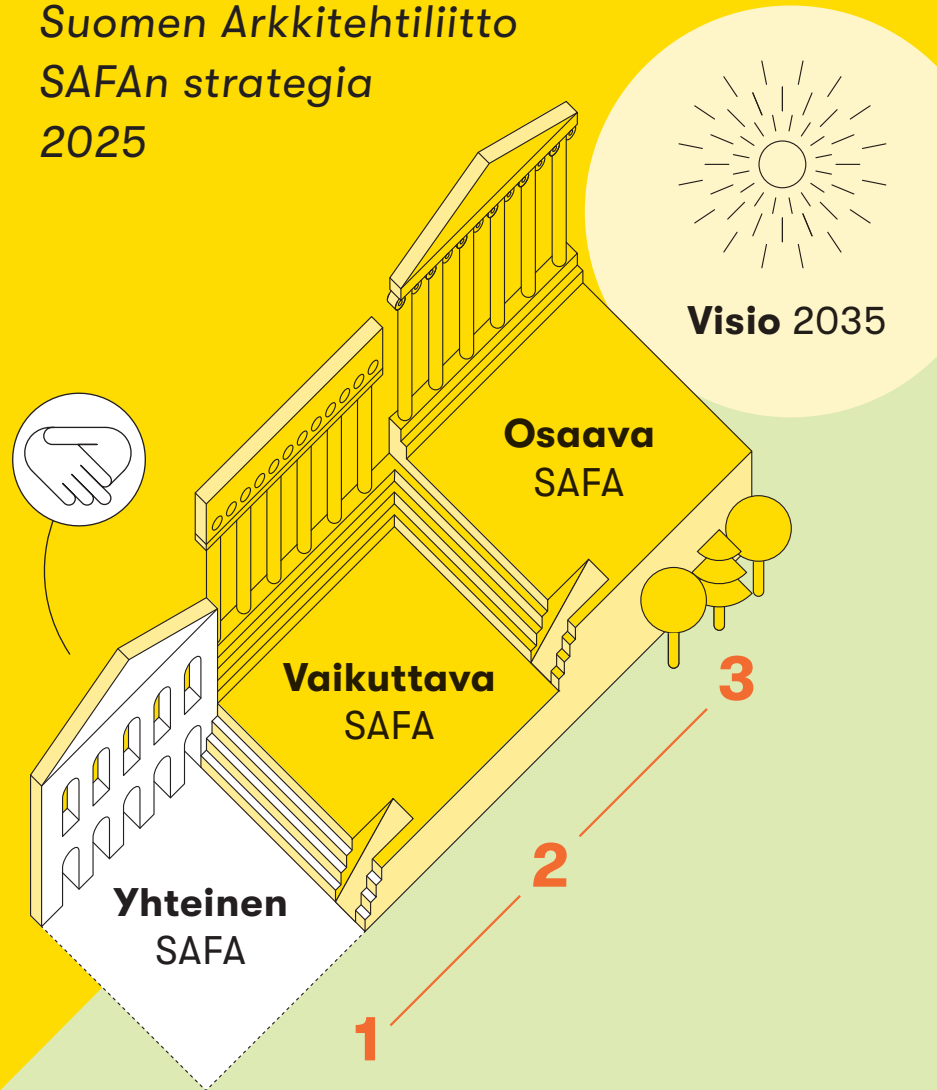 Suomen Arkkitehtiliitto
SAFAn strategia
2025
Visio 2035
Osaava
SAFA
Vaikuttava
SAFA
3
2
Yhteinen
SAFA
1